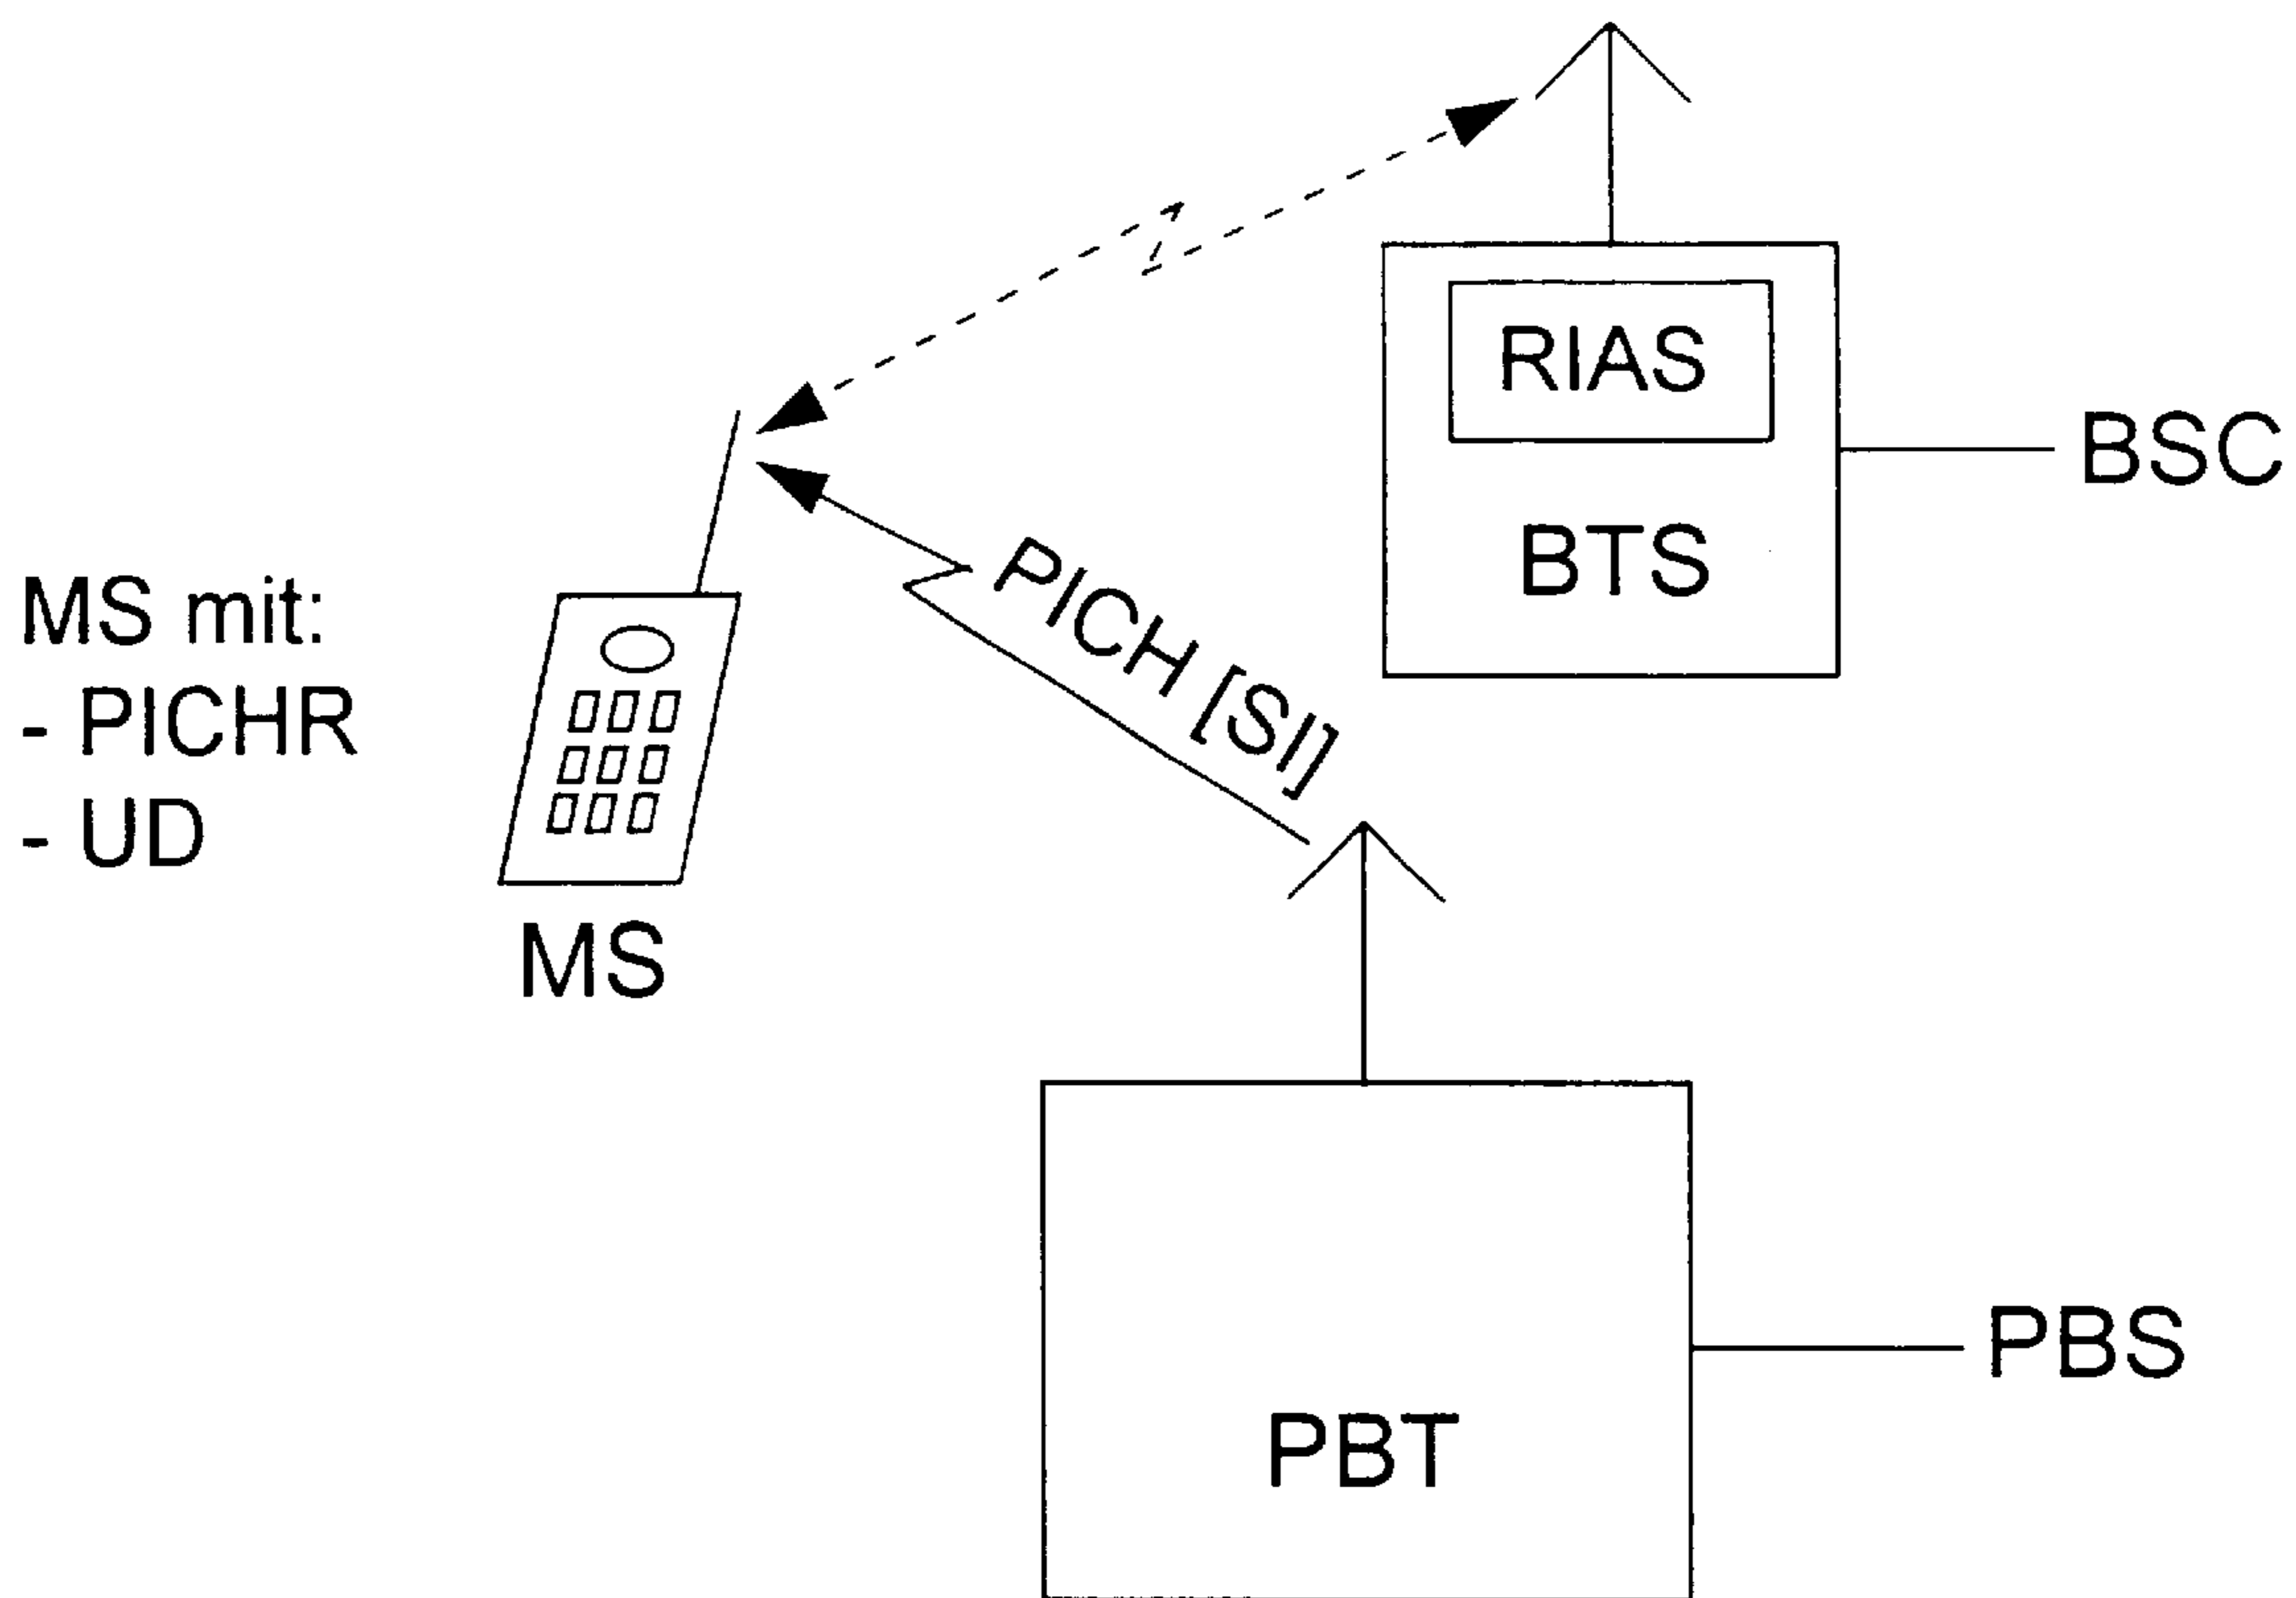 RIAS
BSC
BTS
PICH [SI]
MS mit:
- PICHR
- UD
MS
PBS
PBT